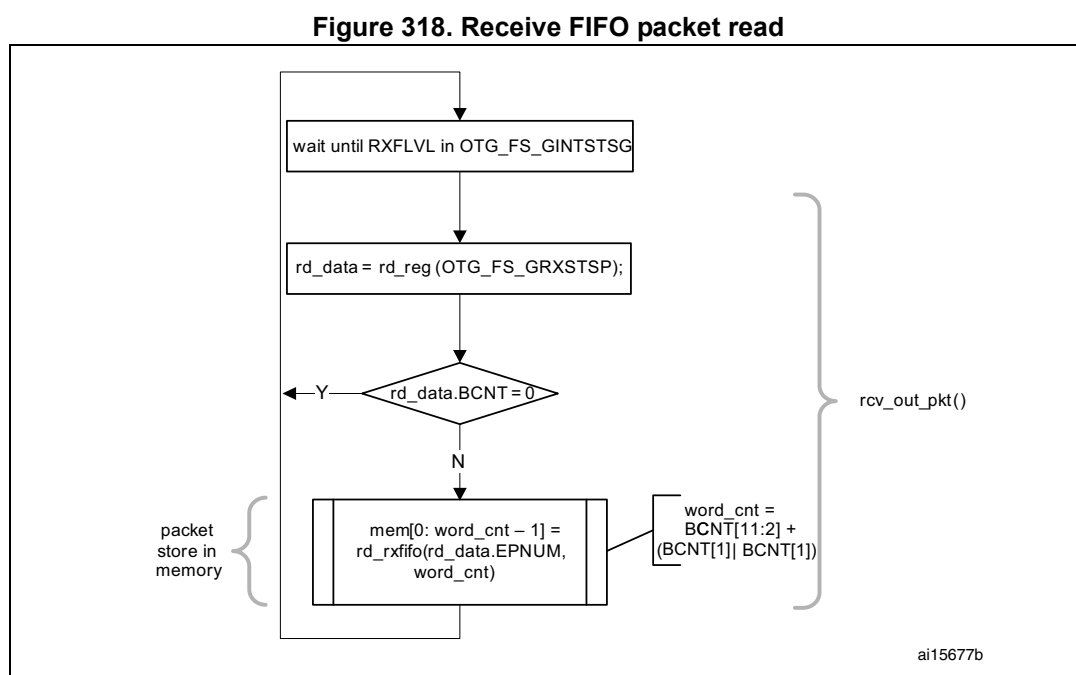 Figure 318. Receive FIFO packet read
wait until RXFLVL in OTG_FS_GINTSTSG
rd_data = rd_reg (OTG_FS_GRXSTSP);
rd_data.BCNT = 0
Y
rcv_out_pkt()
N
packet
store in
memory
mem[0: word_cnt – 1] =
rd_rxfifo(rd_data.EPNUM,
word_cnt)
word_cnt =
BCNT[11:2] +
(BCNT[1]| BCNT[1])
ai15677b